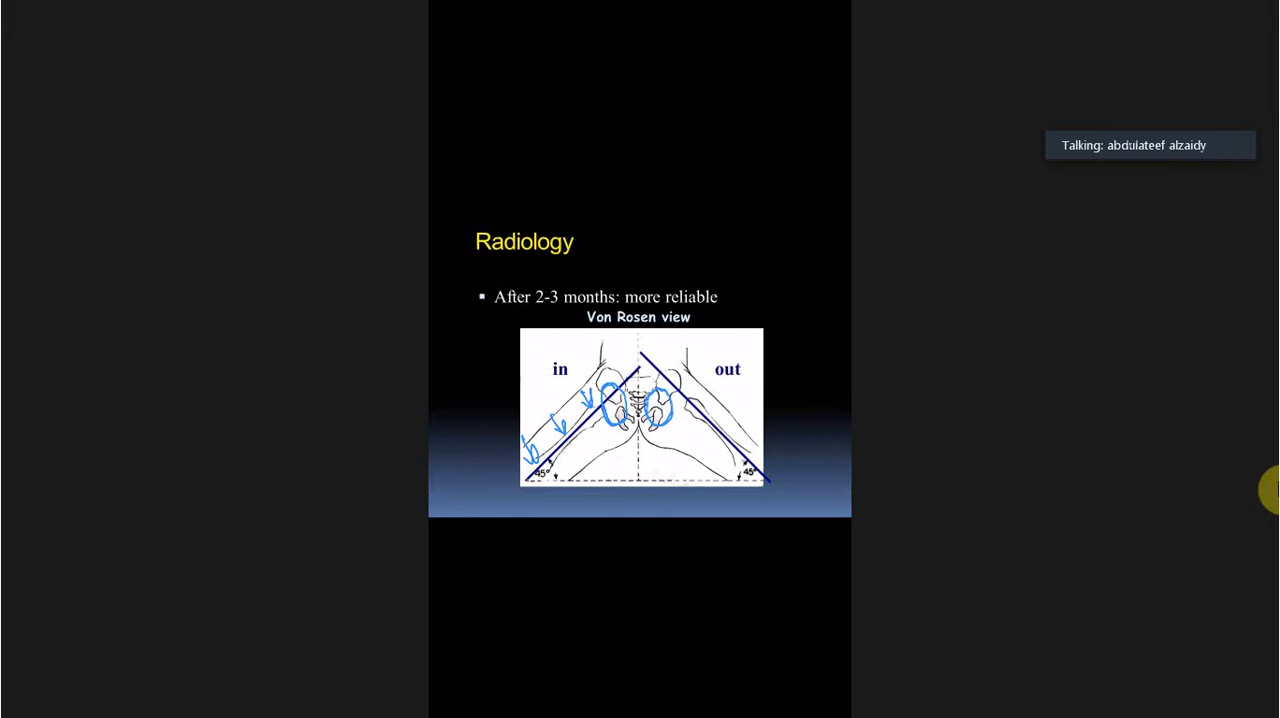 Talking: abdulateef alzaidy
Radiology
After 2-3 months: more reliable
Von Rosen view
in
out
45°
45°